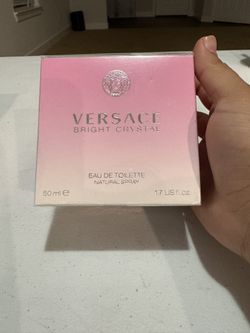 VERSACE
BRIGHT CRYSTAL
EAU DE TOILETTE
NATURAL SPRAY
50 ml e 1.7 US fl. oz